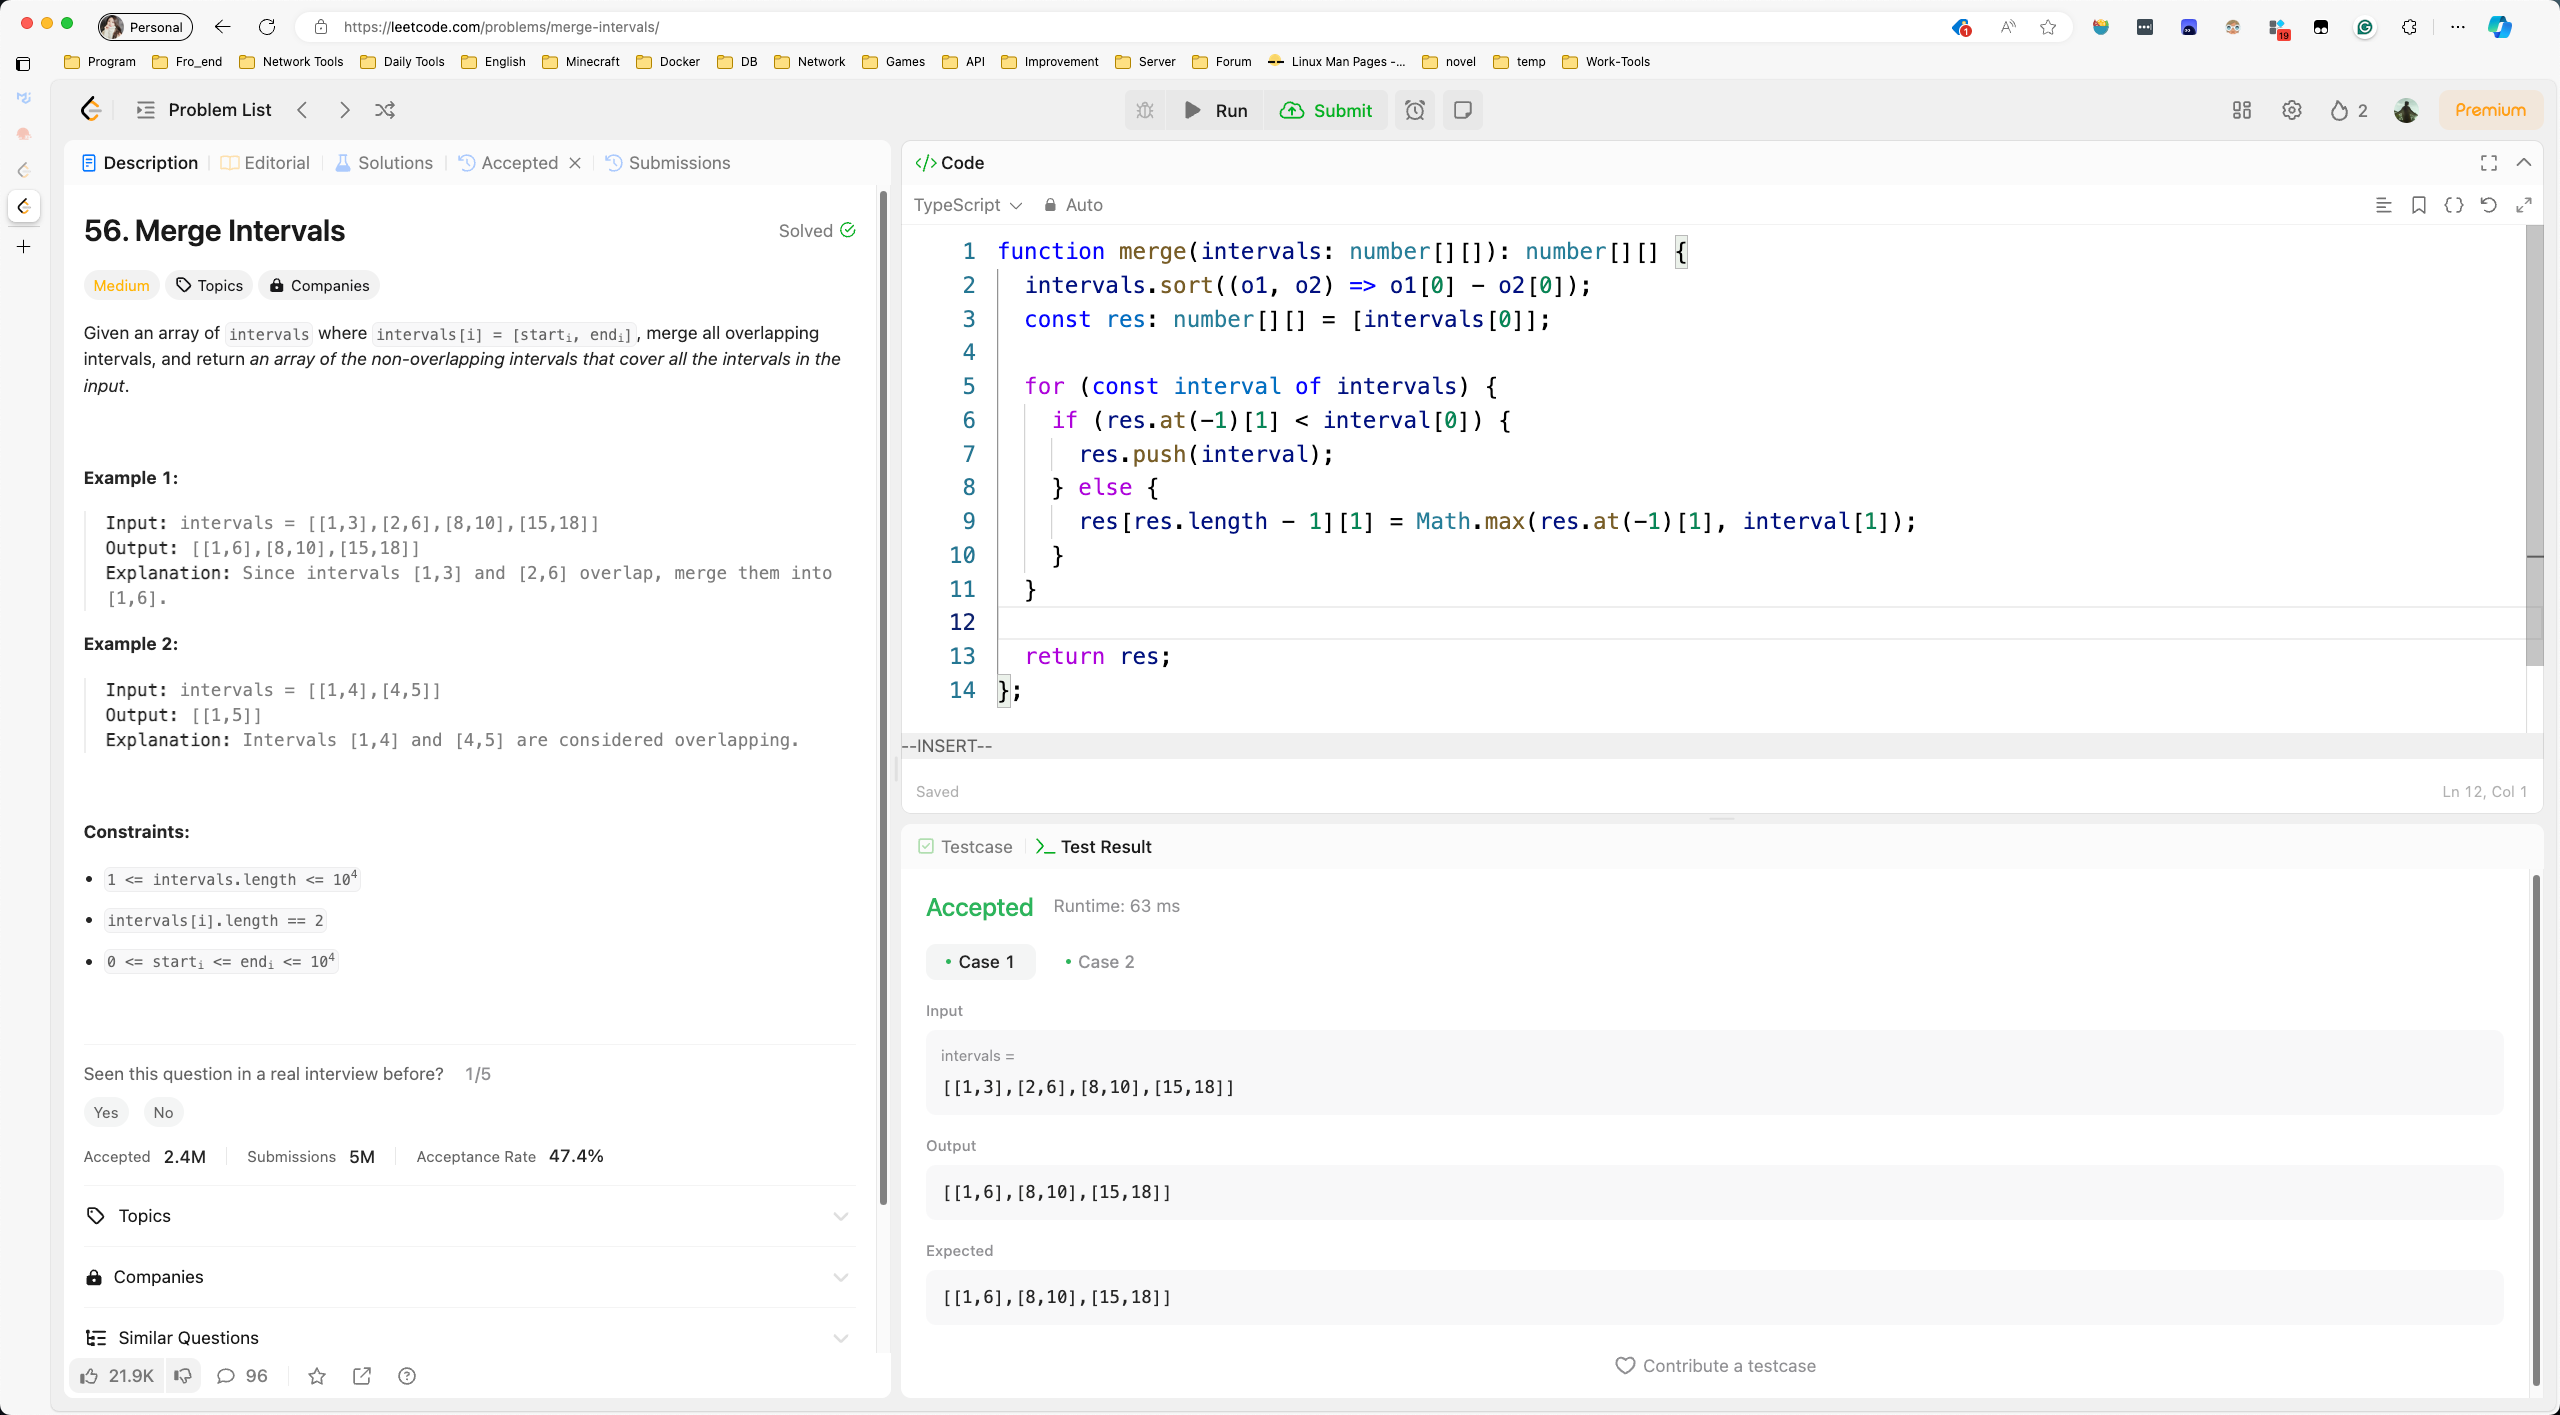 Personal
https://leetcode.com/problems/merge-intervals/
1
19
Program
Fro_end
Network Tools
Daily Tools
English
Minecraft
Docker
DB
Network
Games
API
Improvement
Server
Forum
Linux Man Pages -...
novel
temp
Work-Tools
Problem List
Run
Submit
2
Premium
Description
Editorial
Solutions
Accepted
Submissions
56. Merge Intervals
Solved
Medium
Topics
Companies
Given an array of intervals where intervals[i] = [starti, endi], merge all overlapping
intervals, and return an array of the non-overlapping intervals that cover all the intervals in the
input.
Example 1:
Input: intervals = [[1,3],[2,6],[8,10],[15,18]]
Output: [[1,6],[8,10],[15,18]]
Explanation: Since intervals [1,3] and [2,6] overlap, merge them into
[1,6].
Example 2:
Input: intervals = [[1,4],[4,5]]
Output: [[1,5]]
Explanation: Intervals [1,4] and [4,5] are considered overlapping.
Constraints:
• 1 <= intervals.length <= 10^4
• intervals[i].length == 2
• 0 <= starti <= endi <= 10^4
Seen this question in a real interview before? 1/5
Yes
No
Accepted 2.4M
Submissions 5M
Acceptance Rate 47.4%
Topics
Companies
Similar Questions
21.9K
96
</> Code
TypeScript
Auto
1 function merge(intervals: number[][]): number[][] {
2 intervals.sort((o1, o2) => o1[0] - o2[0]);
3 const res: number[][] = [intervals[0]];
4
5 for (const interval of intervals) {
6 if (res.at(-1)[1] < interval[0]) {
7 res.push(interval);
8 } else {
9 res[res.length - 1][1] = Math.max(res.at(-1)[1], interval[1]);
10 }
11 }
12
13 return res;
14 };
--INSERT--
Saved
Ln 12, Col 1
Testcase
Test Result
Accepted
Runtime: 63 ms
• Case 1
• Case 2
Input
intervals =
[[1,3],[2,6],[8,10],[15,18]]
Output
[[1,6],[8,10],[15,18]]
Expected
[[1,6],[8,10],[15,18]]
Contribute a testcase